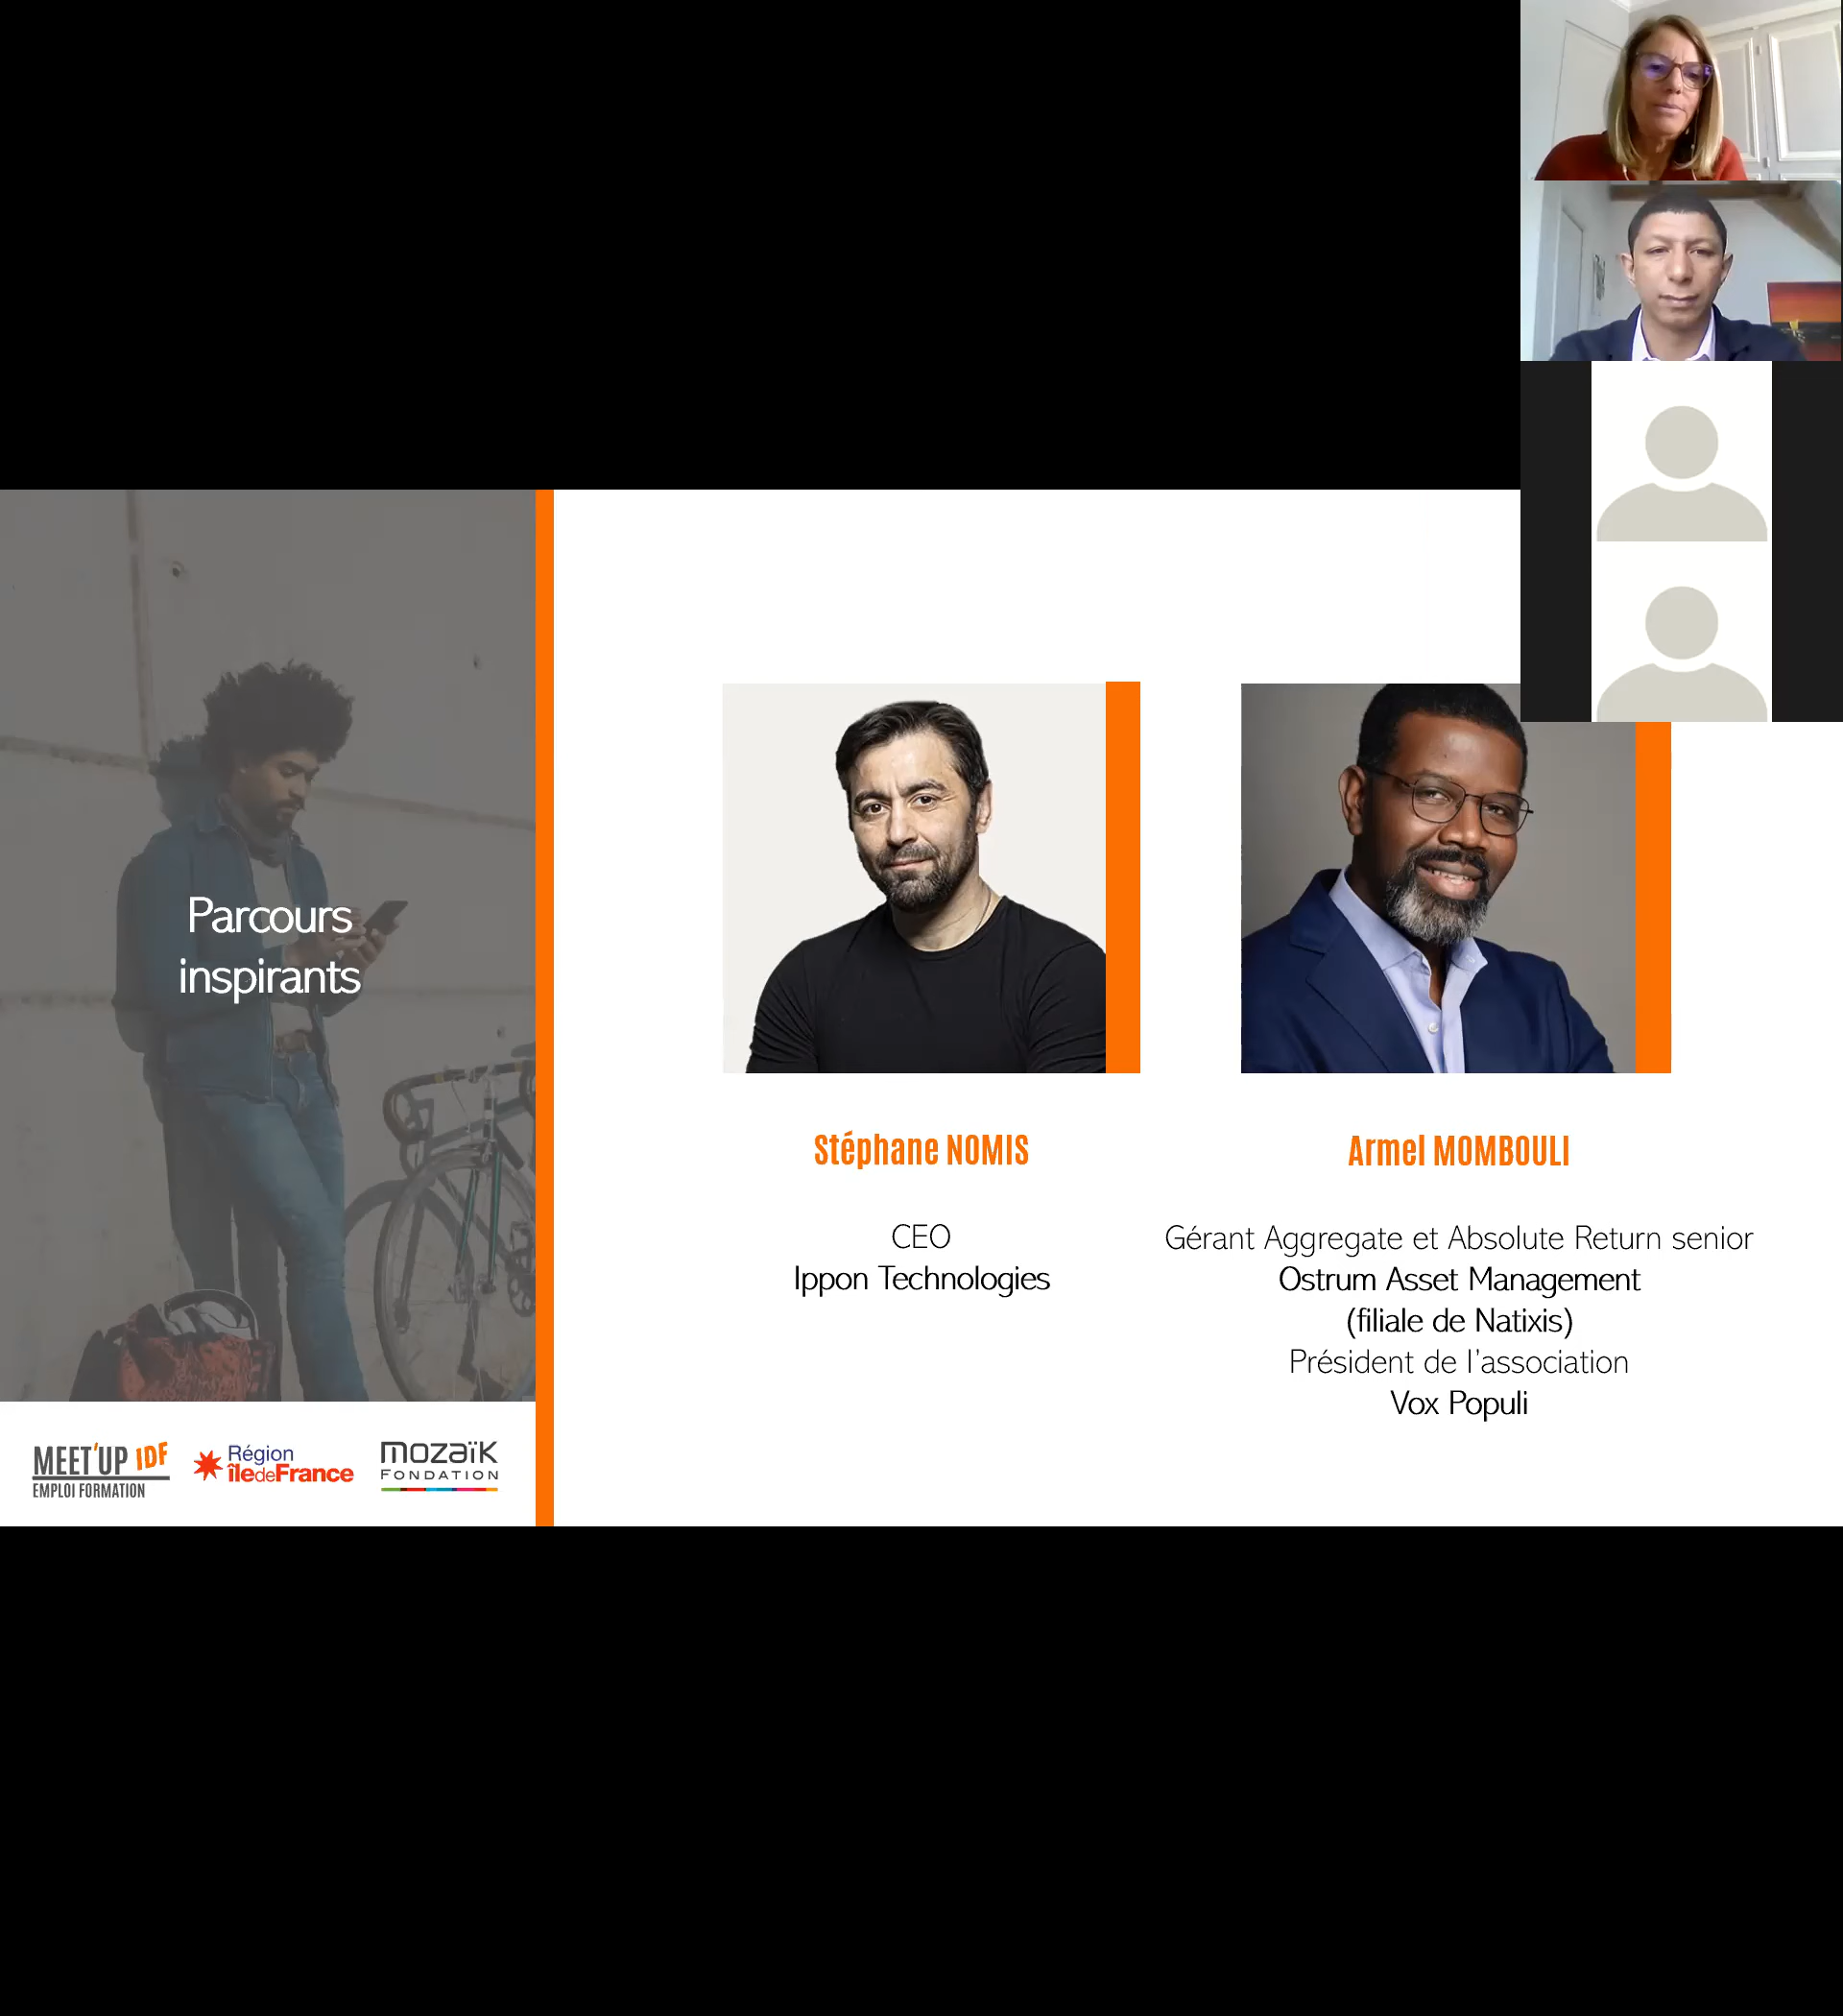 Parcours
inspirants
Stéphane NOMIS
CEO
Ippon Technologies
Armel MOMBOULI
Gérant Aggregate et Absolute Return senior
Ostrum Asset Management
(filiale de Natixis)
Président de l'association
Vox Populi
MEET'UP IDF
EMPLOI FORMATION
Région
îledeFrance
mozaïk
FONDATION